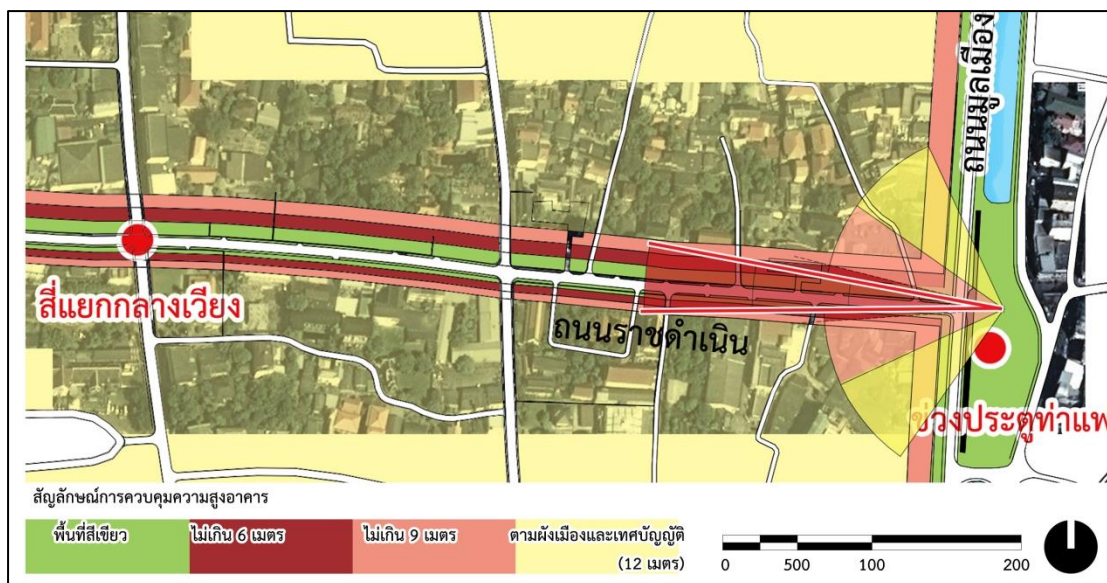 ถนนมูลเมือง
สี่แยกกลางเวียง
ถนนราชดำเนิน
ข่วงประตูท่าแพ
สัญลักษณ์การควบคุมความสูงอาคาร
พื้นที่สีเขียว ไม่เกิน 6 เมตร ไม่เกิน 9 เมตร ตามผังเมืองและเทศบัญญัติ
(12 เมตร)
0 500 100 200